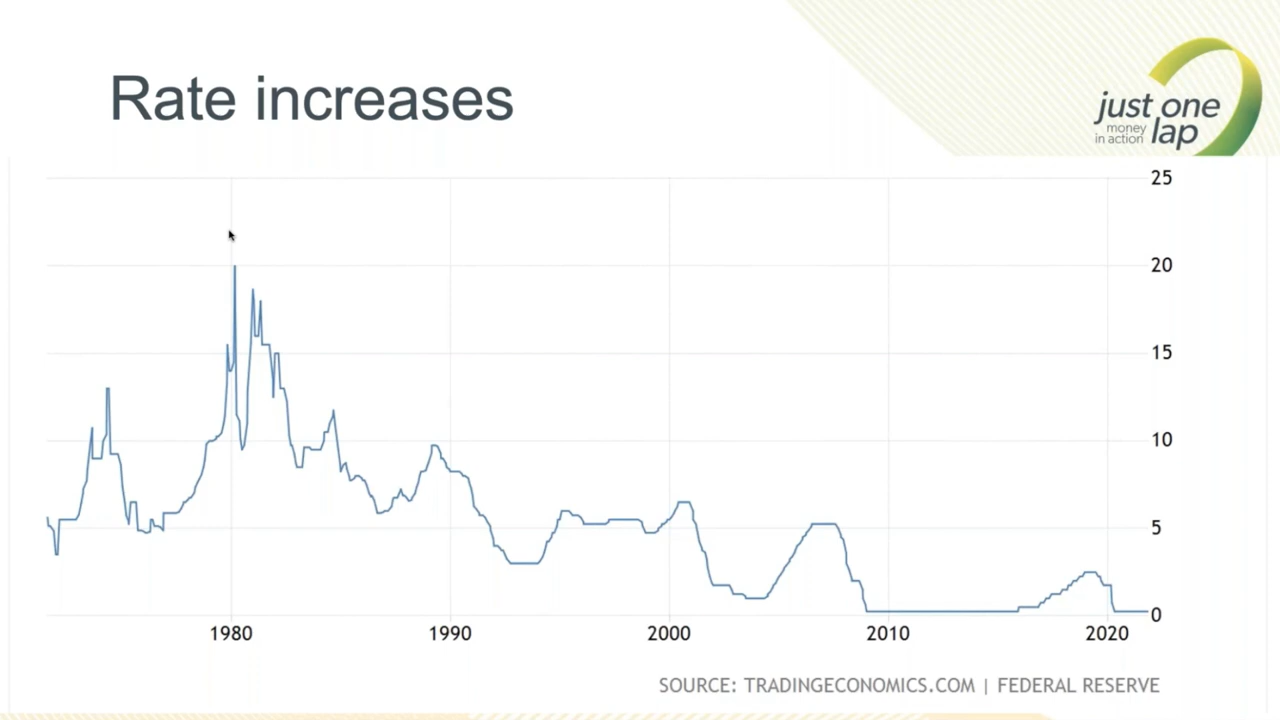 Rate increases
just one
money
in action lap
25
20
15
10
5
0
1980 1990 2000 2010 2020
SOURCE: TRADINGECONOMICS.COM | FEDERAL RESERVE